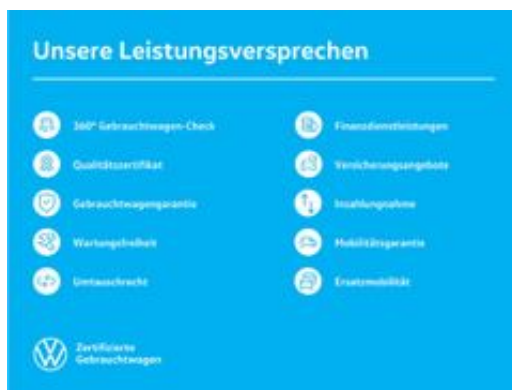 Unsere Leistungsversprechen
360° Gebrauchtwagen-Check
Qualitätszertifikat
Gebrauchtwagengarantie
Wartungsfreiheit
Umtauschrecht
Finanzdienstleistungen
Versicherungsangebote
Inzahlungnahme
Mobilitätsgarantie
Ersatzmobilität
Zertifizierte
Gebrauchtwagen